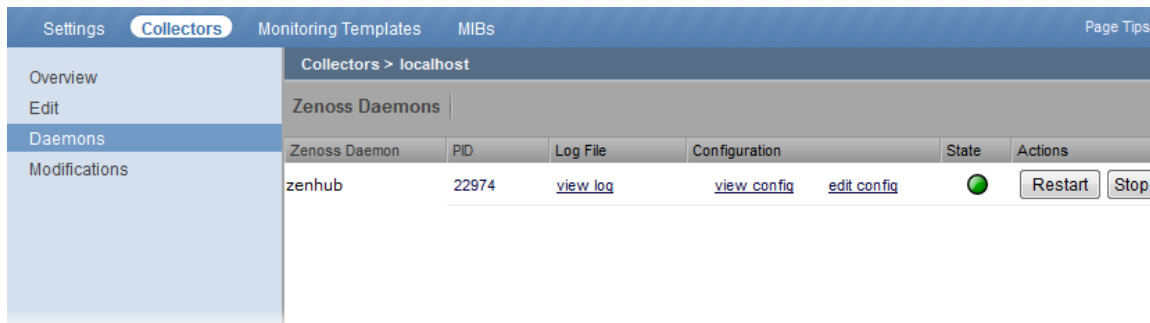 Settings Collectors Monitoring Templates MIBs Page Tips
Overview
Edit
Daemons
Modifications
Collectors > localhost
Zenoss Daemons
Zenoss Daemon PID Log File Configuration State Actions
zenhub 22974 view log view config edit config Restart Stop